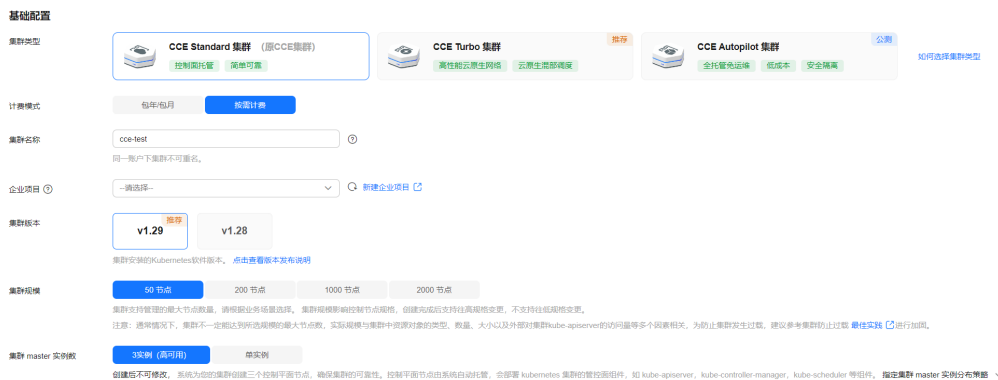 基础配置
集群类型
CCE Standard 集群 （原CCE集群）
控制面托管 简单可靠
推荐
CCE Turbo 集群
高性能云原生网络 云原生混部调度
公测
CCE Autopilot 集群
全托管免运维 低成本 安全隔离
如何选择集群类型
计费模式 包年/包月 按需计费
集群名称 cce-test
同一账户下集群不可重名。
企业项目 --请选择-- 新建企业项目
集群版本 v1.29 推荐 v1.28
集群安装的Kubernetes软件版本。 点击查看版本发布说明
集群规模 50 节点 200 节点 1000 节点 2000 节点
集群支持管理的最大节点数量，请根据业务场景选择。 集群规模影响控制节点规格，创建完成后支持往高规格变更，不支持往低规格变更。
注意：通常情况下，集群不一定能达到所选规模的最大节点数，实际规模与集群中资源对象的类型、数量、大小以及外部对集群kube-apiserver的访问量等多个因素相关，为防止集群发生过载，建议参考集群防止过载 最佳实践 进行加固。
集群 master 实例数 3实例（高可用） 单实例
创建后不可修改， 系统为您的集群创建三个控制平面节点，确保集群的可靠性。控制平面节点由系统自动托管，会部署 kubernetes 集群的管控面组件，如 kube-apiserver，kube-controller-manager，kube-scheduler 等组件。 指定集群 master 实例分布策略